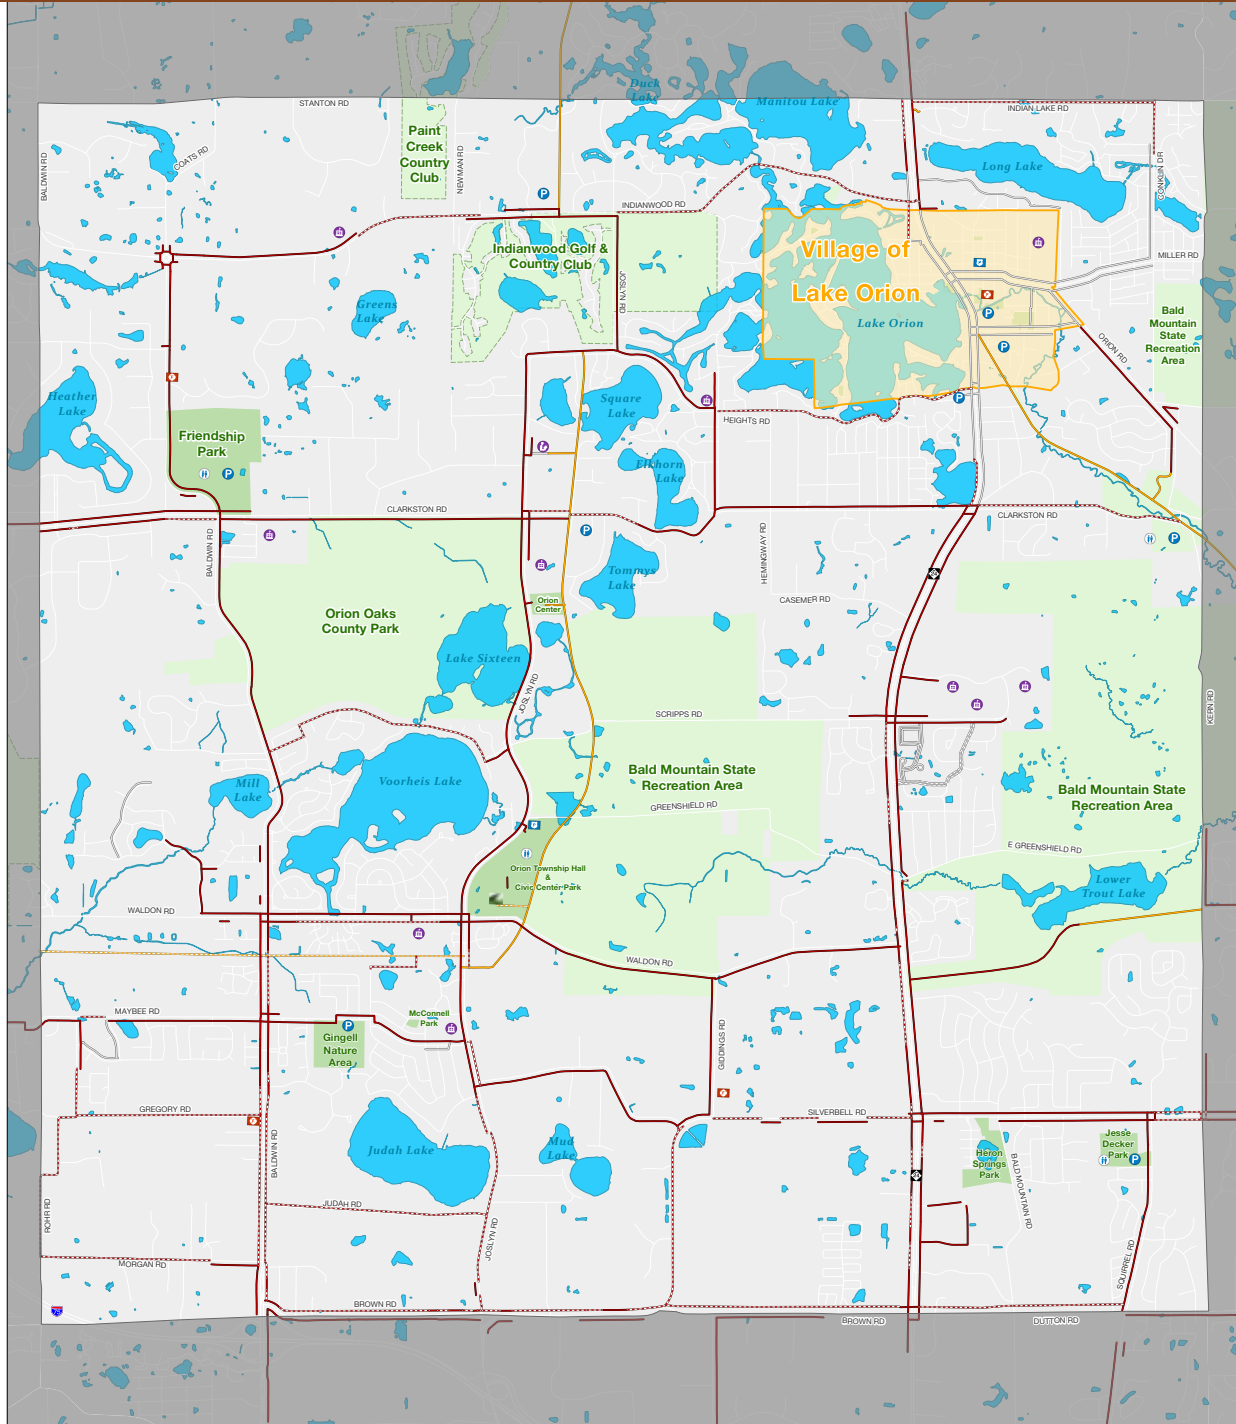 Duck
Lake
Manitou Lake
STANTON RD
INDIAN LAKE RD
Paint
Creek
Country
Club
BALDWIN RD
COATS RD
NEWMAN RD
Long Lake
CONKLIN DR
P
INDIANWOOD RD
Indianwood Golf &
Country Club
Village of
Lake Orion
MILLER RD
JOSLYN RD
Greens
Lake
P
Lake Orion
Bald
Mountain
State
Recreation
Area
ORION RD
P
Heather
Lake
Square
Lake
P
HEIGHTS RD
Friendship
Park
P
Elkhorn
Lake
CLARKSTON RD
CLARKSTON RD
P
P
BALDWIN RD
HEMINGWAY RD
Tommys
Lake
24
CASEMER RD
Orion
Center
Orion Oaks
County Park
Lake Sixteen
JOSLYN RD
KERN RD
SCRIPPS RD
Bald Mountain State
Recreation Area
Voorheis Lake
Mill
Lake
GREENSHIELD RD
Bald Mountain State
Recreation Area
E GREENSHIELD RD
Orion Township Hall
&
Civic Center Park
Lower
Trout Lake
WALDON RD
WALDON RD
MAYBEE RD
McConnell
Park
P
Gingell
Nature
Area
GIDDINGS RD
GREGORY RD
SILVERBELL RD
BALDWIN RD
Judah Lake
Mud
Lake
Heron
Springs
Park
BALD MOUNTAIN RD
Jesse
Decker
Park
P
24
ROHR RD
JUDAH RD
JOSLYN RD
MORGAN RD
SQUIRREL RD
75
BROWN RD
BROWN RD
DUTTON RD